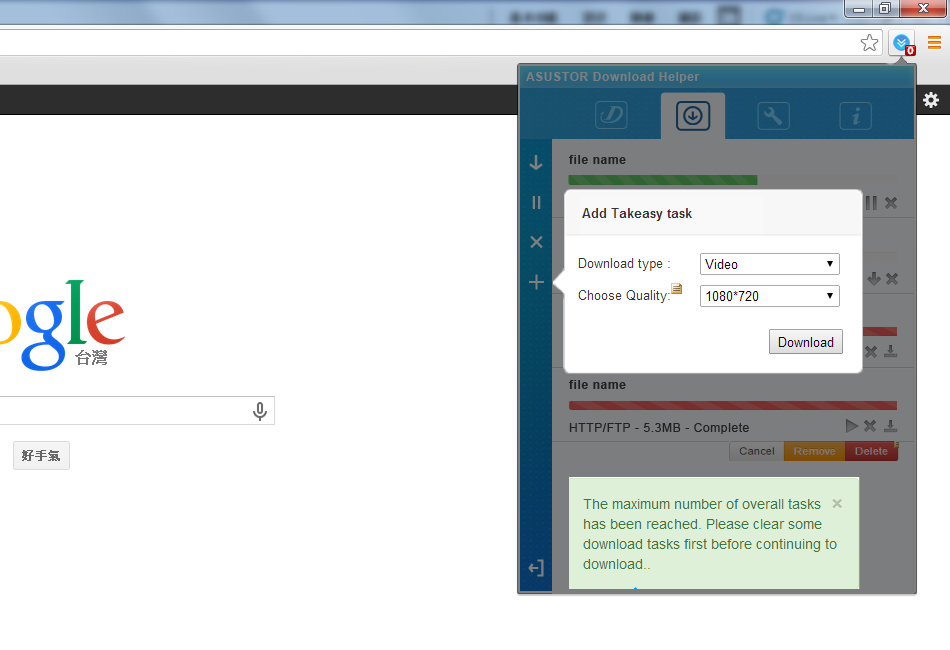 0
ASUSTOR Download Helper
file name
Add Takeasy task
Download type :
Video
Choose Quality:
1080*720
Download
ogle
台灣
file name
HTTP/FTP - 5.3MB - Complete
Cancel
Remove
Delete
好手氣
The maximum number of overall tasks
has been reached. Please clear some
download tasks first before continuing to
download..